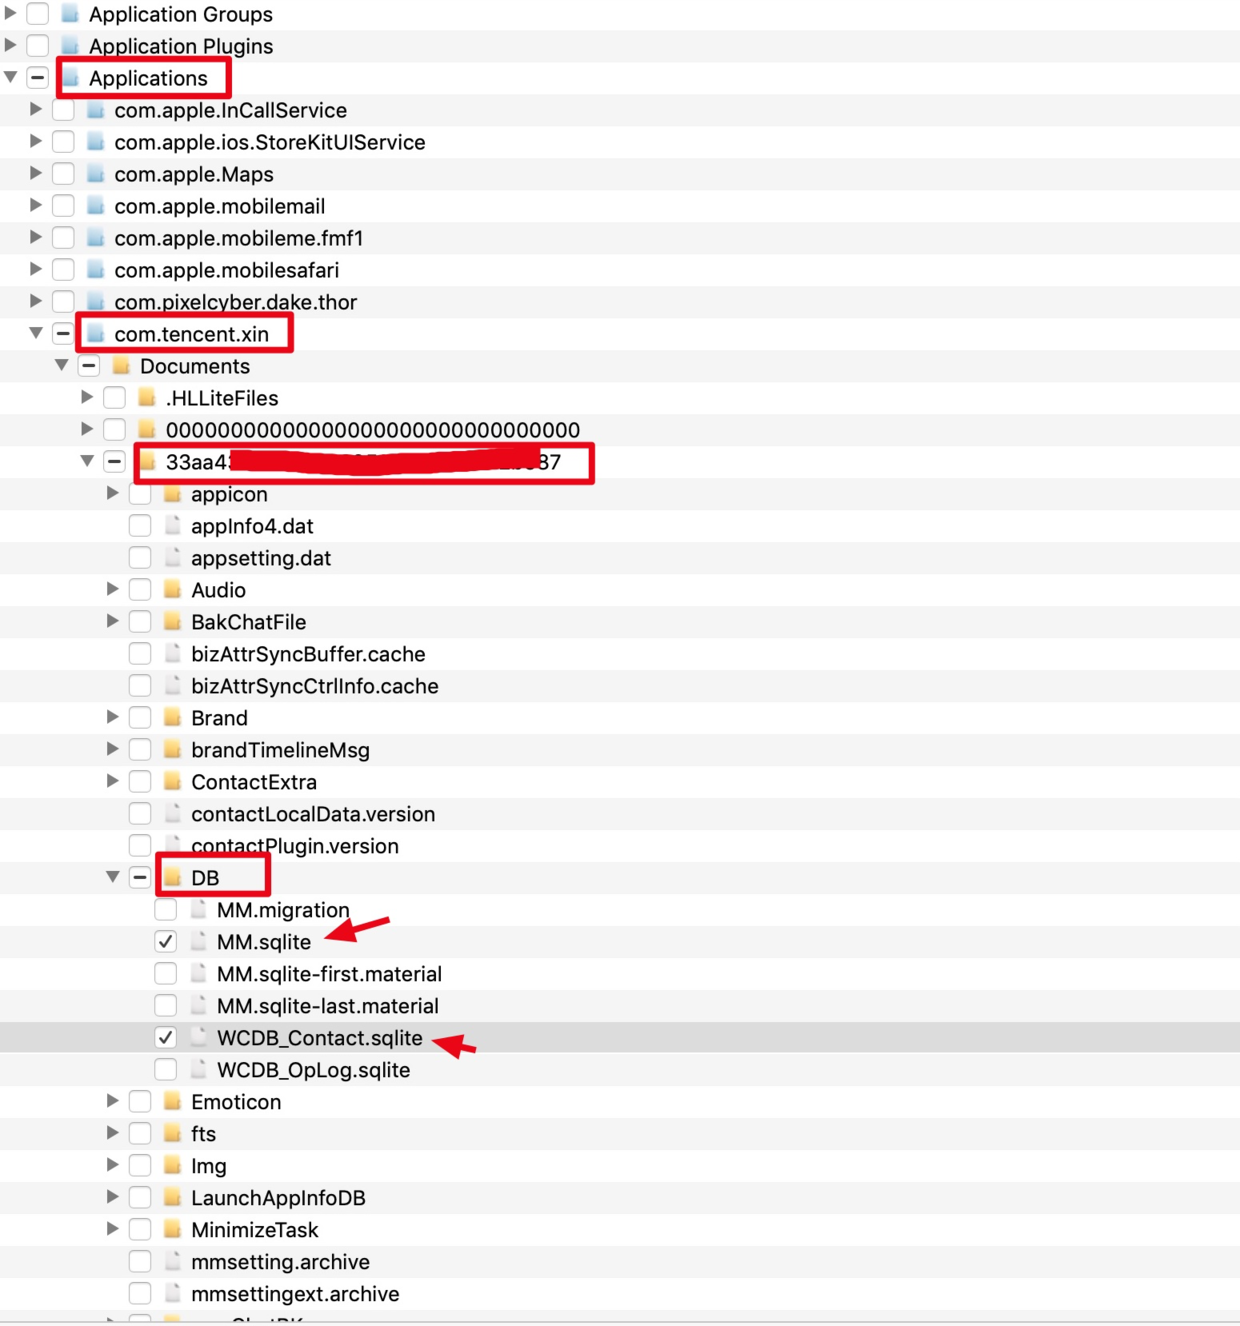 Application Groups
Application Plugins
Applications
com.apple.InCallService
com.apple.ios.StoreKitUIService
com.apple.Maps
com.apple.mobilemail
com.apple.mobileme.fmf1
com.apple.mobilesafari
com.pixelcyber.dake.thor
com.tencent.xin
Documents
.HLLiteFiles
00000000000000000000000000000000
33aa4 87
appicon
appInfo4.dat
appsetting.dat
Audio
BakChatFile
bizAttrSyncBuffer.cache
bizAttrSyncCtrlInfo.cache
Brand
brandTimelineMsg
ContactExtra
contactLocalData.version
contactPlugin.version
DB
MM.migration
MM.sqlite
MM.sqlite-first.material
MM.sqlite-last.material
WCDB_Contact.sqlite
WCDB_OpLog.sqlite
Emoticon
fts
Img
LaunchAppInfoDB
MinimizeTask
mmsetting.archive
mmsettingext.archive